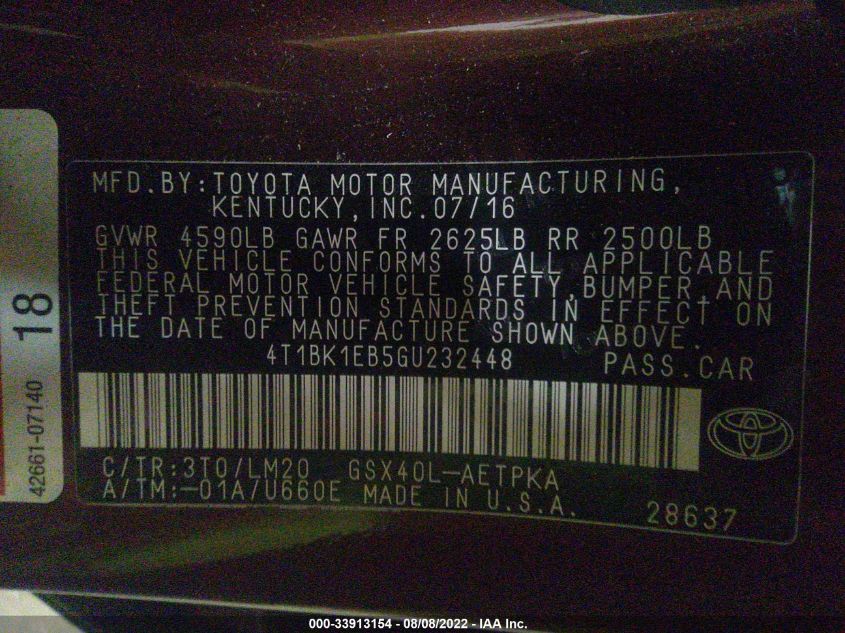 MFD.BY:TOYOTA MOTOR MANUFACTURING,
KENTUCKY,INC.07/16
GVWR 4590LB GAWR FR 2625LB RR 2500LB
THIS VEHICLE CONFORMS TO ALL APPLICABLE
FEDERAL MOTOR VEHICLE SAFETY,BUMPER,AND
THEFT PREVENTION STANDARDS IN EFFECT ON
THE DATE OF MANUFACTURE SHOWN ABOVE.
4T1BK1EB5GU232448 PASS.CAR
C/TR:3T0/LM20 GSX40L-AETPKA
A/TM:-01A/U660E MADE IN U.S.A.
28637
18
42661-07140
000-33913154 - 08/08/2022 - IAA Inc.